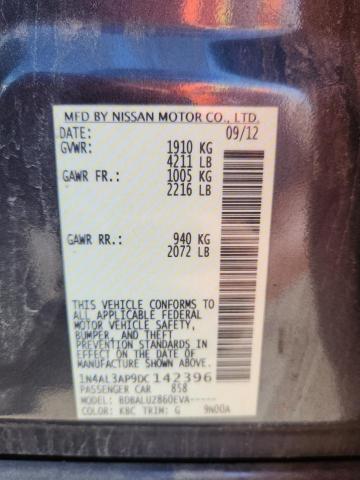 MFD BY NISSAN MOTOR CO., LTD.
DATE: 09/12
GVWR: 1910 KG
4211 LB
GAWR FR.: 1005 KG
2216 LB
GAWR RR.: 940 KG
2072 LB
THIS VEHICLE CONFORMS TO
ALL APPLICABLE FEDERAL
MOTOR VEHICLE SAFETY,
BUMPER, AND THEFT
PREVENTION STANDARDS IN
EFFECT ON THE DATE OF
MANUFACTURE SHOWN ABOVE.
1N4AL3AP9DC142396
PASSENGER CAR 858
MODEL: BDBALU2860EVA-----
COLOR: KBC TRIM: G 9N00A